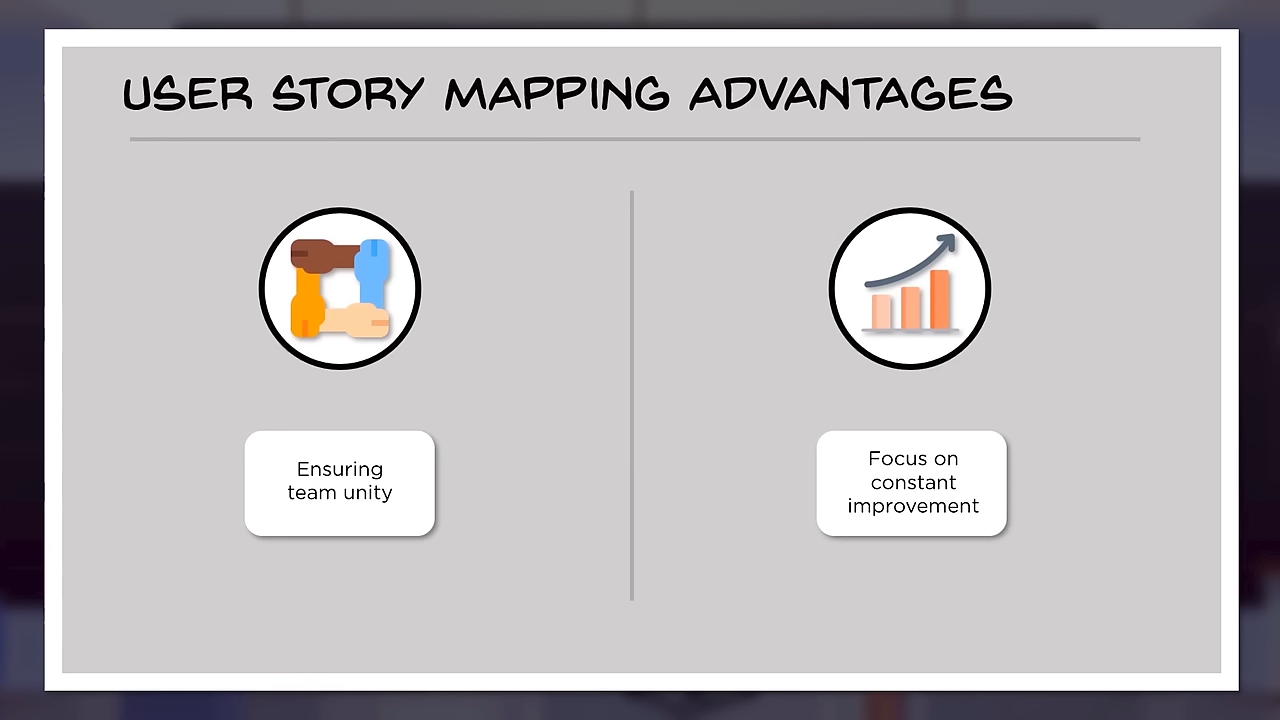 USER STORY MAPPING ADVANTAGES
Ensuring
team unity
Focus on
constant
improvement